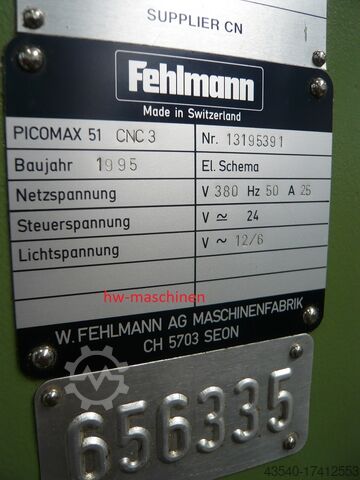 SUPPLIER CN
Fehlmann
Made in Switzerland
PICOMAX 51 CNC 3 Nr. 13195391
Baujahr 1995 El. Schema
Netzspannung V 380 Hz 50 A 25
Steuerspannung V ≃ 24
Lichtspannung V ~ 12/6
hw-maschinen
W. FEHLMANN AG MASCHINENFABRIK
CH 5703 SEON
656335
43540-17412553